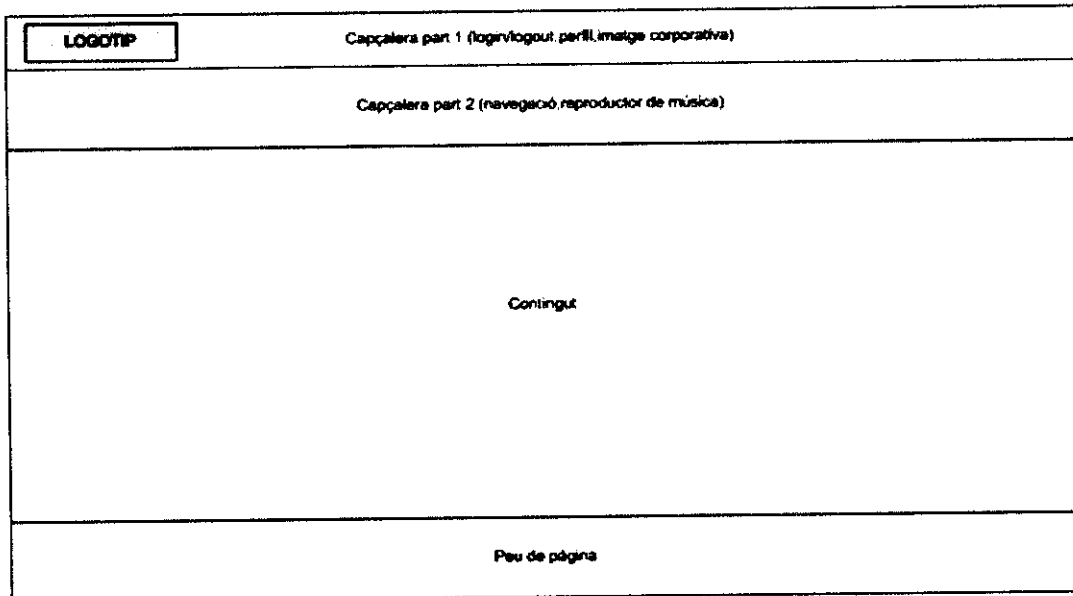 LOGOTIP
Capçalera part 1 (login/logout,perfil,imatge corporativa)
Capçalera part 2 (navegació,reproductor de música)
Contingut
Peu de pàgina